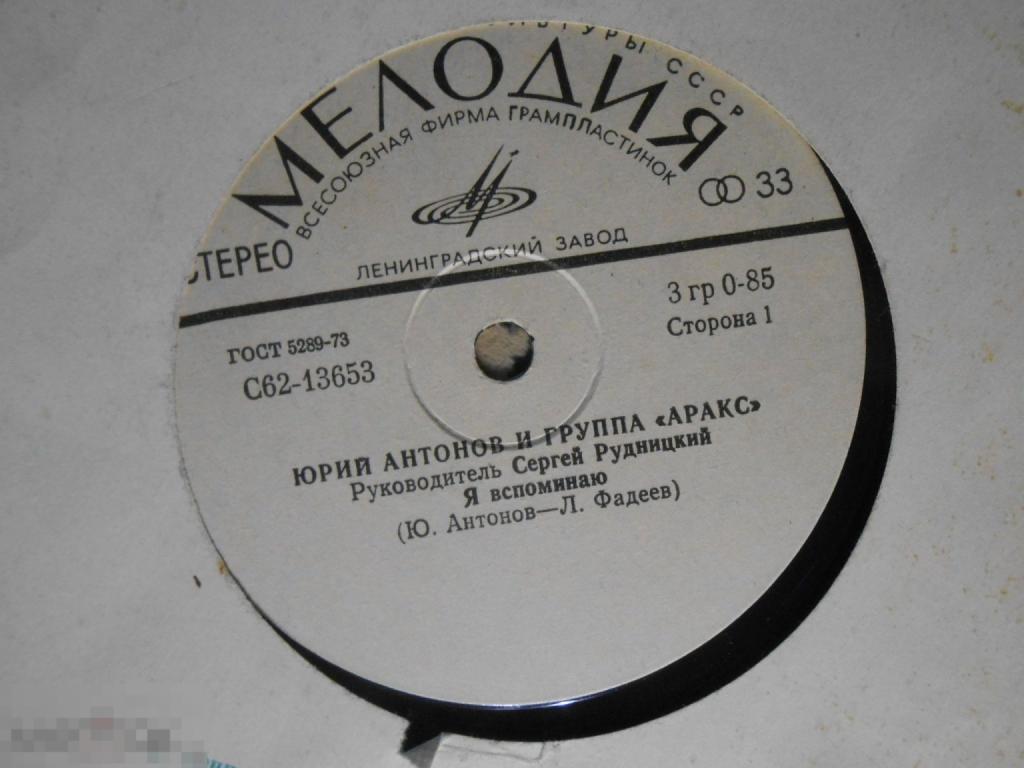 СССР
МЕЛОДИЯ
ВСЕСОЮЗНАЯ ФИРМА ГРАМПЛАСТИНОК
33
СТЕРЕО
ЛЕНИНГРАДСКИЙ ЗАВОД
ГОСТ 5289-73
С62-13653
3 гр 0-85
Сторона 1
ЮРИЙ АНТОНОВ И ГРУППА «АРАКС»
Руководитель Сергей Рудницкий
Я вспоминаю
(Ю. Антонов—Л. Фадеев)